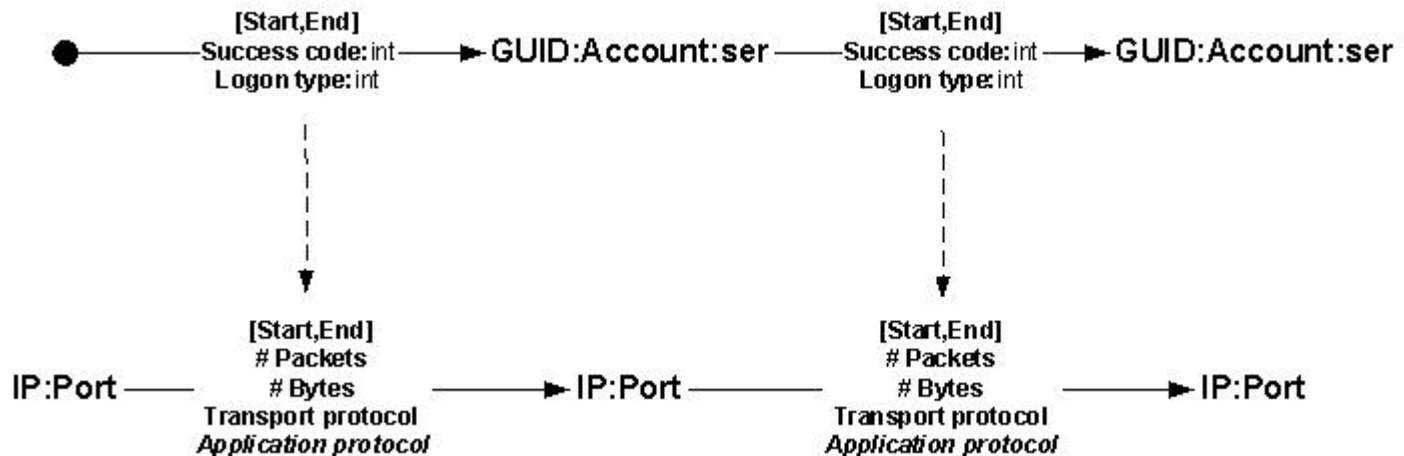 [Start,End]
Success code:int
Logon type:int
GUID:Account:ser
[Start,End]
Success code:int
Logon type:int
GUID:Account:ser
IP:Port
[Start,End]
# Packets
# Bytes
Transport protocol
Application protocol
IP:Port
[Start,End]
# Packets
# Bytes
Transport protocol
Application protocol
IP:Port